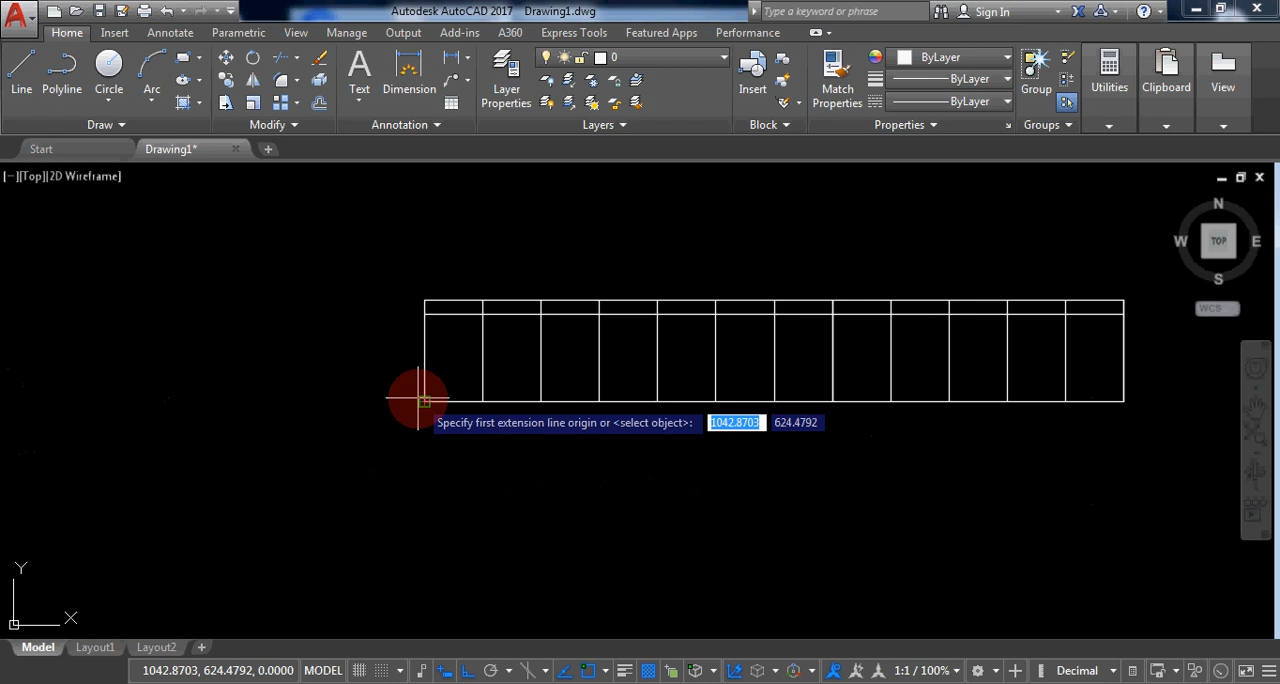 A Autodesk AutoCAD 2017 Drawing1.dwg Type a keyword or phrase Sign In ?
Home Insert Annotate Parametric View Manage Output Add-ins A360 Express Tools Featured Apps Performance
0 ByLayer
ByLayer
ByLayer
Line Polyline Circle Arc A Text Dimension Layer Properties Insert Match Properties Group Utilities Clipboard View
Draw Modify Annotation Layers Block Properties Groups
Start Drawing1* +
[−][Top][2D Wireframe]
N
W TOP E
S
WCS
Specify first extension line origin or <select object>: 1042.8703 624.4792
Y
X
Model Layout1 Layout2 +
1042.8703, 624.4792, 0.0000 MODEL 1:1 / 100% Decimal